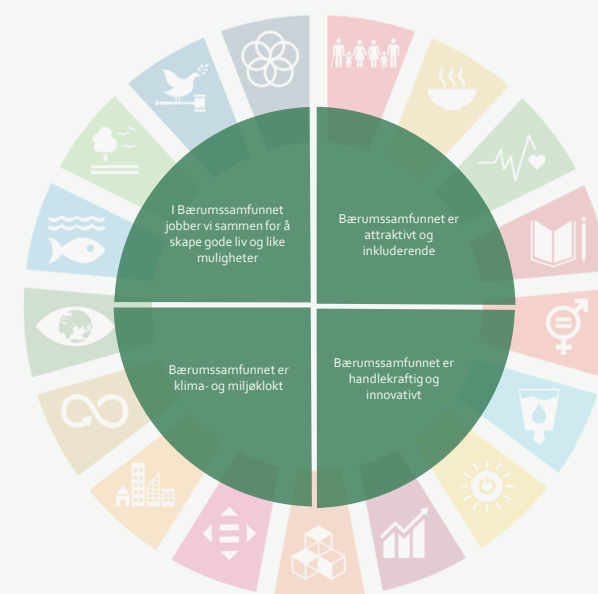 I Bærumssamfunnet
jobber vi sammen for å
skape gode liv og like
muligheter
Bærumssamfunnet er
attraktivt og
inkluderende
Bærumssamfunnet er
klima- og miljøklokt
Bærumssamfunnet er
handlekraftig og
innovativt